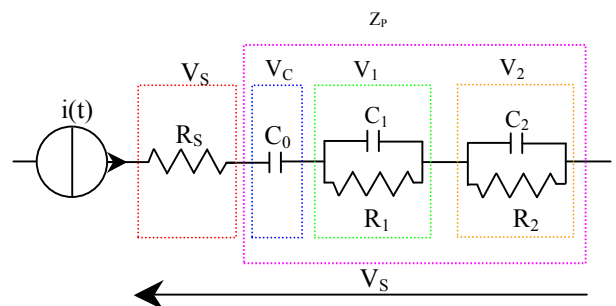 Z_P
V_S V_C V_1 V_2
i(t)
R_S C_0 C_1 C_2
R_1 R_2
V_S